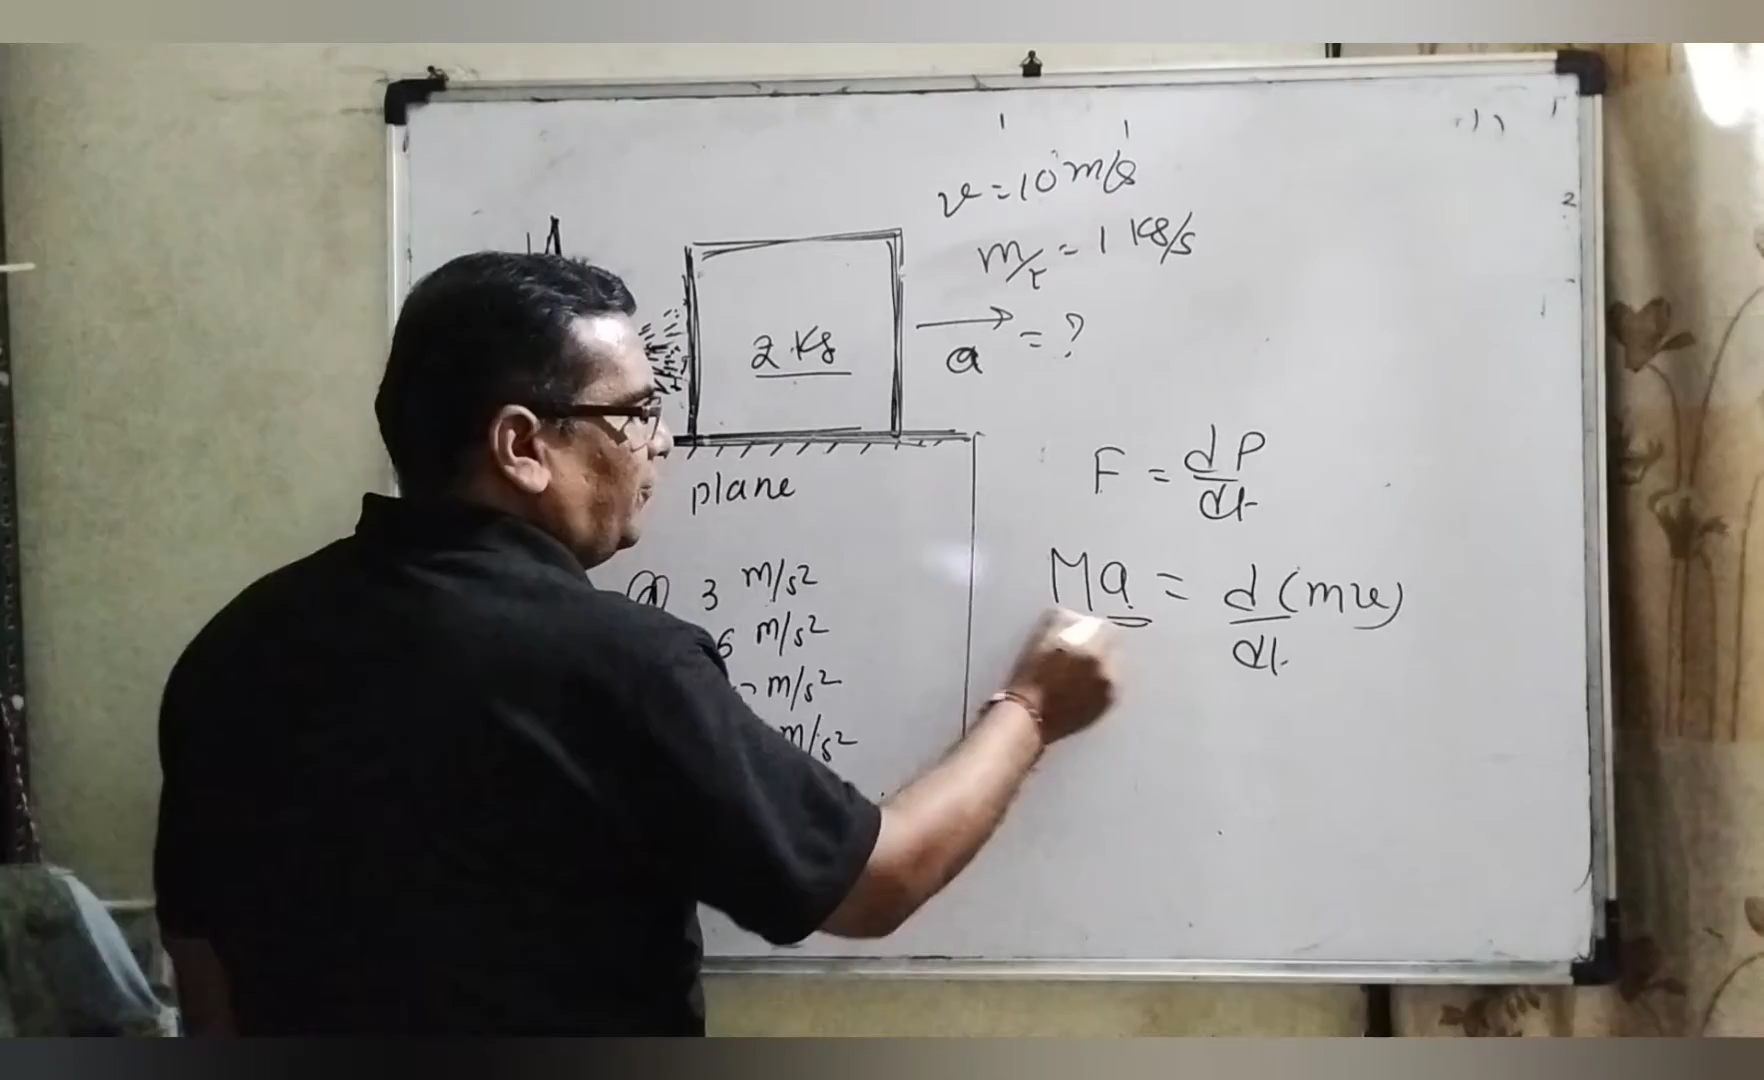 v = 10 m/s
m/t = 1 Kg/s
2 Kg
a = ?
plane
F = dP/dt
Ma = d/dt (mv)
(a) 3 m/s²
6 m/s²
m/s²
m/s²